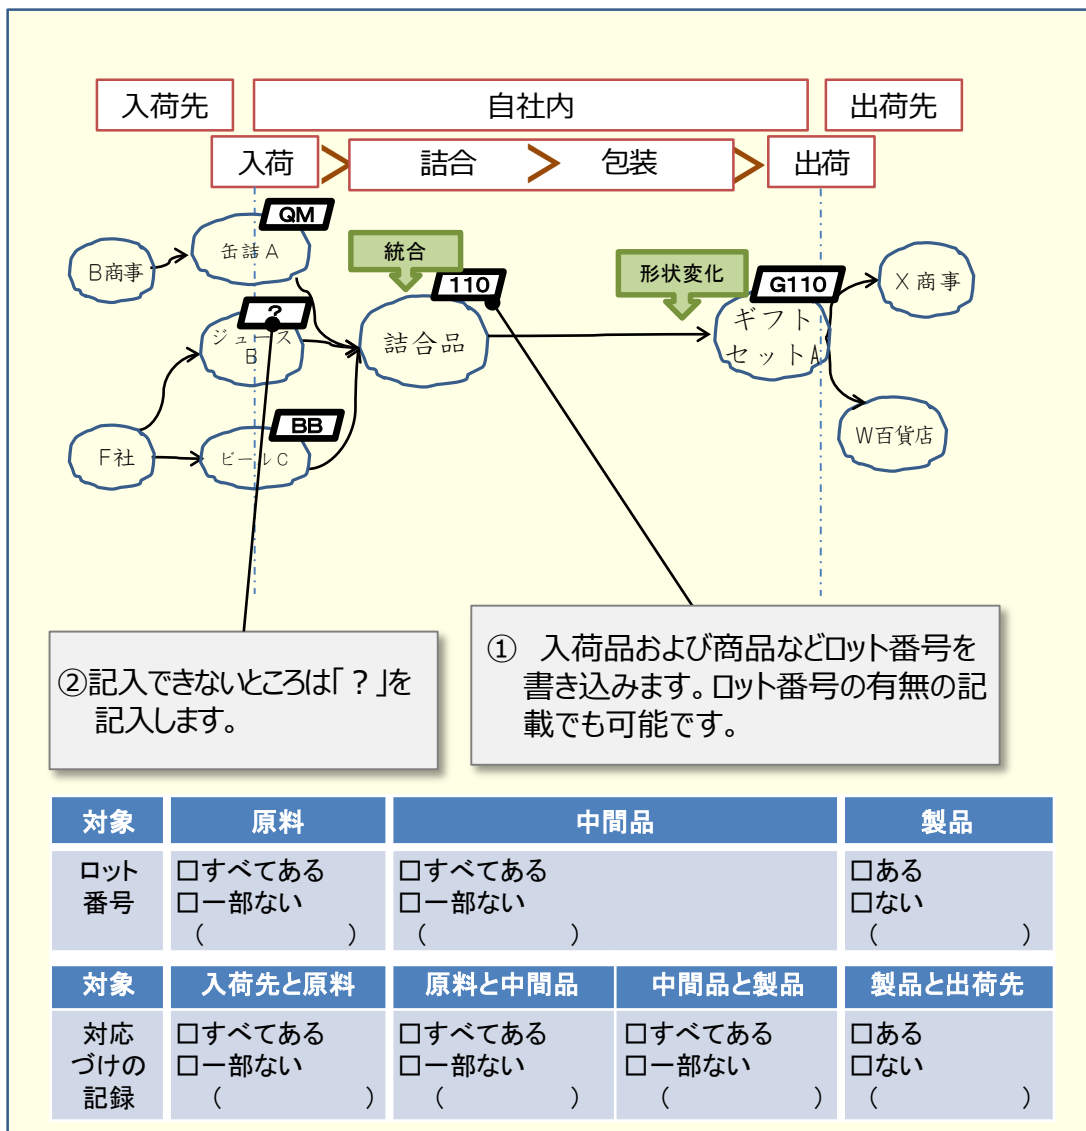 入荷先
自社内
出荷先
入荷
詰合
包装
出荷
QM
缶詰A
B商事
統合
110
形状変化
G110
X商事
?
ジュース
B
詰合品
ギフト
セットA
BB
F社
ビールC
W百貨店
②記入できないところは「?」を
記入します。
① 入荷品および商品などロット番号を
書き込みます。ロット番号の有無の記
載でも可能です。
対象 原料 中間品 製品
ロット □すべてある □すべてある □ある
番号 □一部ない □一部ない □ない
( ) ( ) ( )
対象 入荷先と原料 原料と中間品 中間品と製品 製品と出荷先
対応 □すべてある □すべてある □すべてある □ある
づけの □一部ない □一部ない □一部ない □ない
記録 ( ) ( ) ( ) ( )